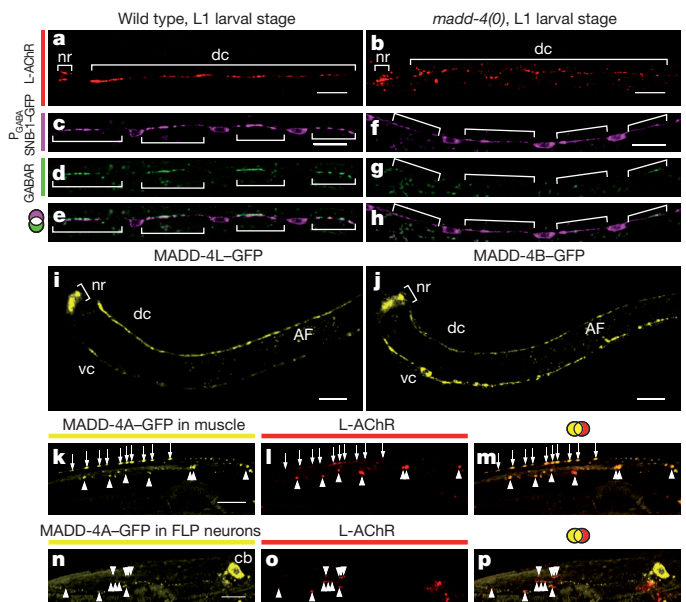 Wild type, L1 larval stage
madd-4(0), L1 larval stage
L-AChR
a
nr
dc
b
nr
dc
P_GABA
SNB-1–GFP
c
f
GABAR
d
g
e
h
MADD-4L–GFP
MADD-4B–GFP
i
nr
dc
AF
vc
j
nr
dc
AF
vc
MADD-4A–GFP in muscle
L-AChR
k
l
m
MADD-4A–GFP in FLP neurons
L-AChR
n
cb
o
p